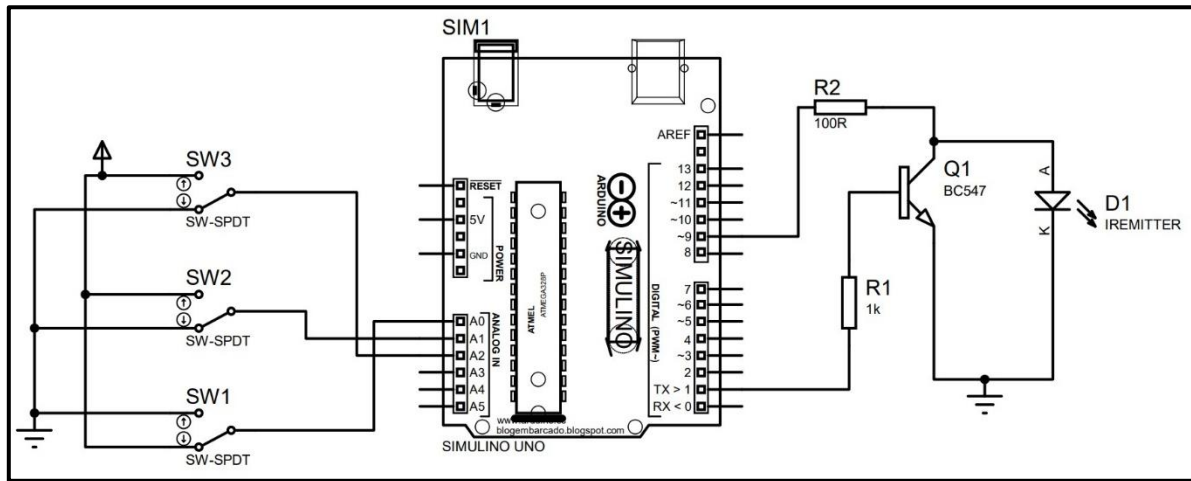 SIM1
SW3
SW-SPDT
SW2
SW-SPDT
SW1
SW-SPDT
RESET
5V
POWER
GND
ANALOG IN
A0
A1
A2
A3
A4
A5
ATMEL
ATMEGA328P
ARDUINO
SIMULINO
blogembarcado.blogspot.com
SIMULINO UNO
AREF
13
12
~11
~10
~9
8
DIGITAL (PWM~)
7
~6
~5
4
~3
2
TX > 1
RX < 0
R2
100R
Q1
BC547
R1
1k
A
K
D1
IREMITTER